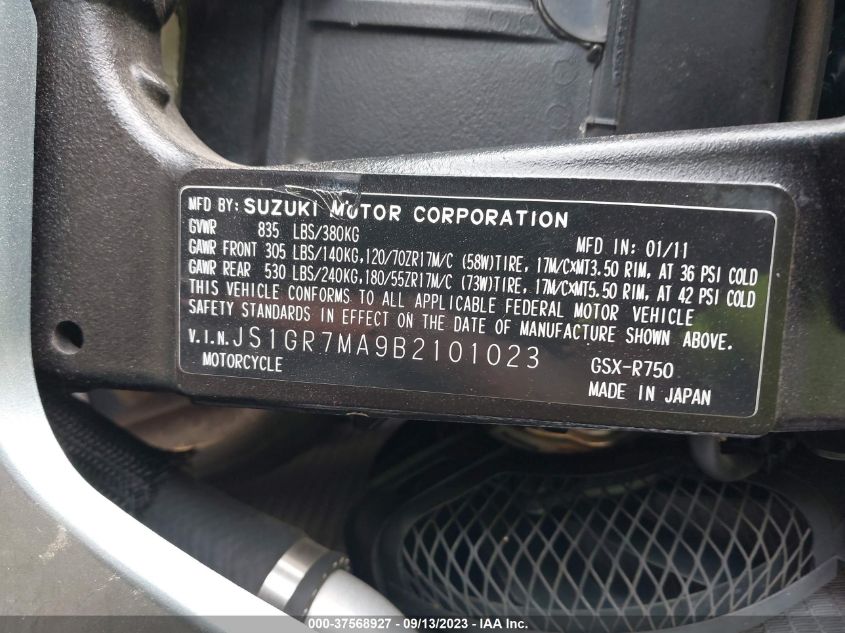 MFD BY: SUZUKI MOTOR CORPORATION
GVWR 835 LBS/380KG MFD IN: 01/11
GAWR FRONT 305 LBS/140KG,120/70ZR17M/C (58W)TIRE, 17M/C×MT3.50 RIM, AT 36 PSI COLD
GAWR REAR 530 LBS/240KG,180/55ZR17M/C (73W)TIRE, 17M/C×MT5.50 RIM, AT 42 PSI COLD
THIS VEHICLE CONFORMS TO ALL APPLICABLE FEDERAL MOTOR VEHICLE
SAFETY STANDARDS IN EFFECT ON THE DATE OF MANUFACTURE SHOWN ABOVE.
V.I.N. JS1GR7MA9B2101023 GSX-R750
MOTORCYCLE MADE IN JAPAN
000-37568927 - 09/13/2023 - IAA Inc.